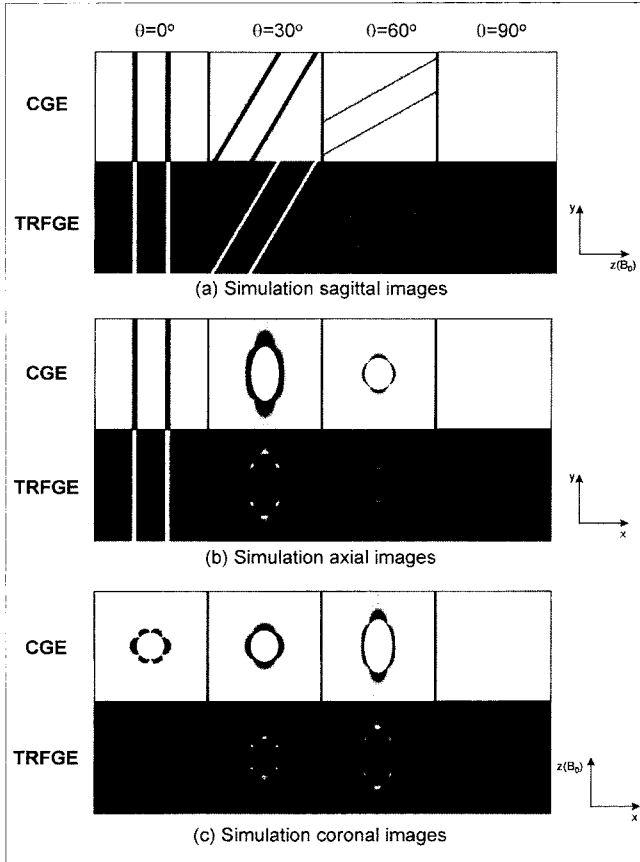 θ=0° θ=30° θ=60° θ=90°
CGE
TRFGE
y
z(B₀)
(a) Simulation sagittal images
CGE
TRFGE
y
x
(b) Simulation axial images
CGE
TRFGE
z(B₀)
x
(c) Simulation coronal images